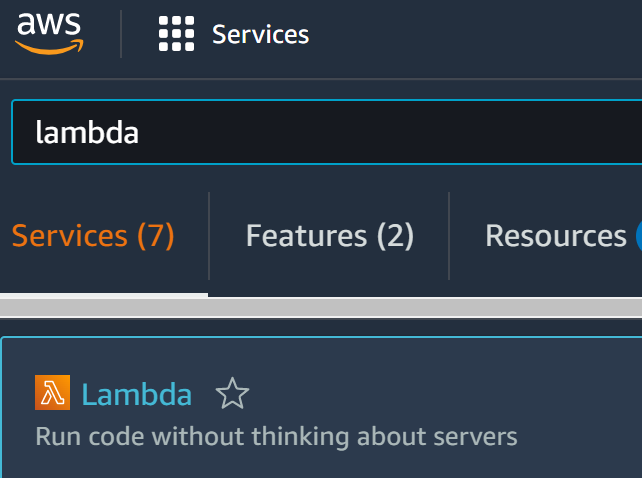 aws
Services
lambda
Services (7)
Features (2)
Resources
Lambda
Run code without thinking about servers